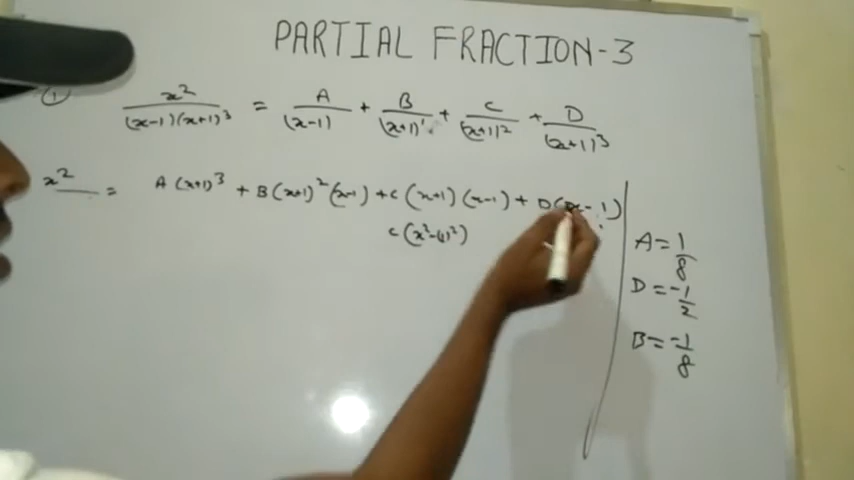 PARTIAL FRACTION-3
① x²/(x-1)(x+1)³ = A/(x-1) + B/(x+1)¹ + C/(x+1)² + D/(x+1)³
x² = A(x+1)³ + B(x+1)²(x-1) + C(x+1)(x-1) + D(x-1)
C(x²-(1)²)
A = 1/8
D = -1/2
B = -1/8